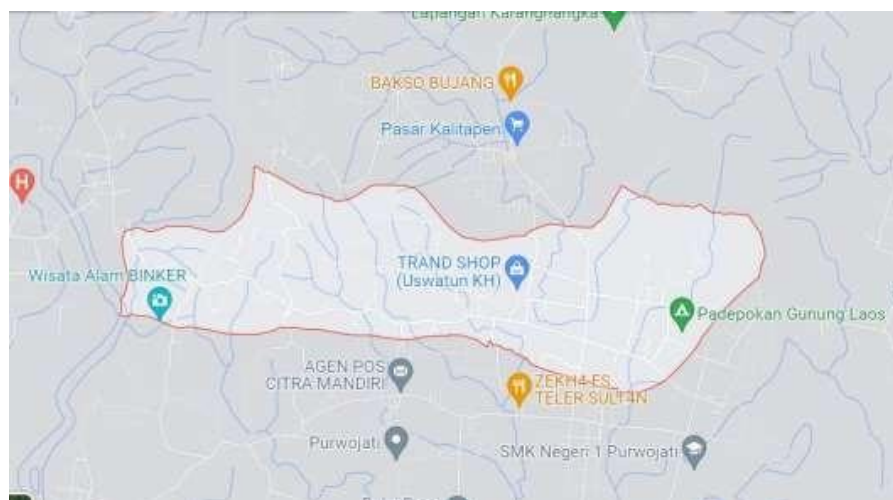 Lapangan Karangnangka
BAKSO BUJANG
Pasar Kalitapen
H
TRAND SHOP
(Uswatun KH)
Wisata Alam BINKER
Padepokan Gunung Laos
AGEN POS
CITRA MANDIRI
ZEKH4 ES
TELER SULT4N
Purwojati
SMK Negeri 1 Purwojati